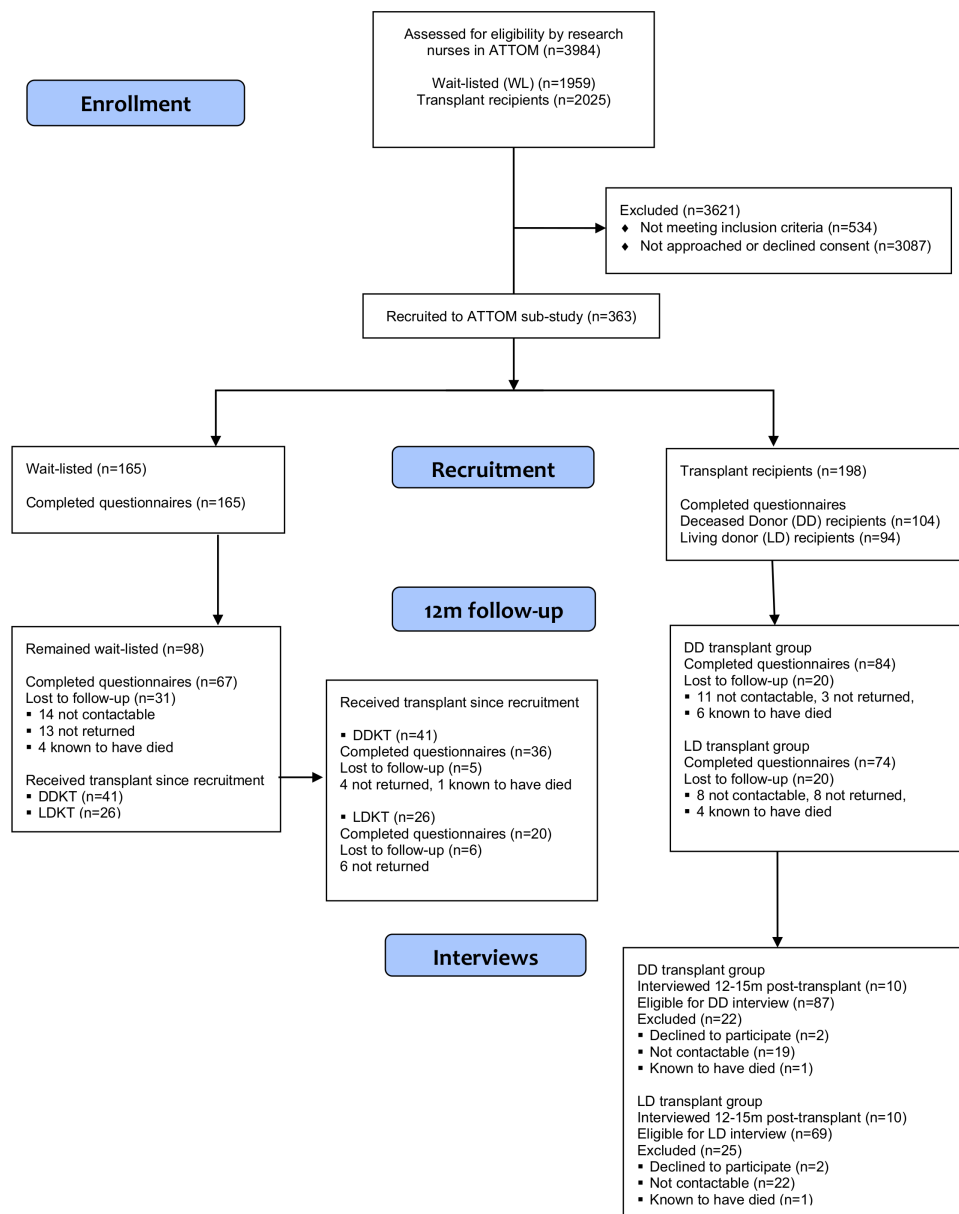 Assessed for eligibility by research
nurses in ATTOM (n=3984)
Wait-listed (WL) (n=1959)
Transplant recipients (n=2025)
Enrollment
Excluded (n=3621)
♦ Not meeting inclusion criteria (n=534)
♦ Not approached or declined consent (n=3087)
Recruited to ATTOM sub-study (n=363)
Wait-listed (n=165)
Completed questionnaires (n=165)
Recruitment
Transplant recipients (n=198)
Completed questionnaires
Deceased Donor (DD) recipients (n=104)
Living donor (LD) recipients (n=94)
12m follow-up
Remained wait-listed (n=98)
Completed questionnaires (n=67)
Lost to follow-up (n=31)
▪ 14 not contactable
▪ 13 not returned
▪ 4 known to have died
Received transplant since recruitment
▪ DDKT (n=41)
▪ LDKT (n=26)
Received transplant since recruitment
▪ DDKT (n=41)
Completed questionnaires (n=36)
Lost to follow-up (n=5)
4 not returned, 1 known to have died
▪ LDKT (n=26)
Completed questionnaires (n=20)
Lost to follow-up (n=6)
6 not returned
DD transplant group
Completed questionnaires (n=84)
Lost to follow-up (n=20)
▪ 11 not contactable, 3 not returned,
▪ 6 known to have died
LD transplant group
Completed questionnaires (n=74)
Lost to follow-up (n=20)
▪ 8 not contactable, 8 not returned,
▪ 4 known to have died
Interviews
DD transplant group
Interviewed 12-15m post-transplant (n=10)
Eligible for DD interview (n=87)
Excluded (n=22)
▪ Declined to participate (n=2)
▪ Not contactable (n=19)
▪ Known to have died (n=1)
LD transplant group
Interviewed 12-15m post-transplant (n=10)
Eligible for LD interview (n=69)
Excluded (n=25)
▪ Declined to participate (n=2)
▪ Not contactable (n=22)
▪ Known to have died (n=1)